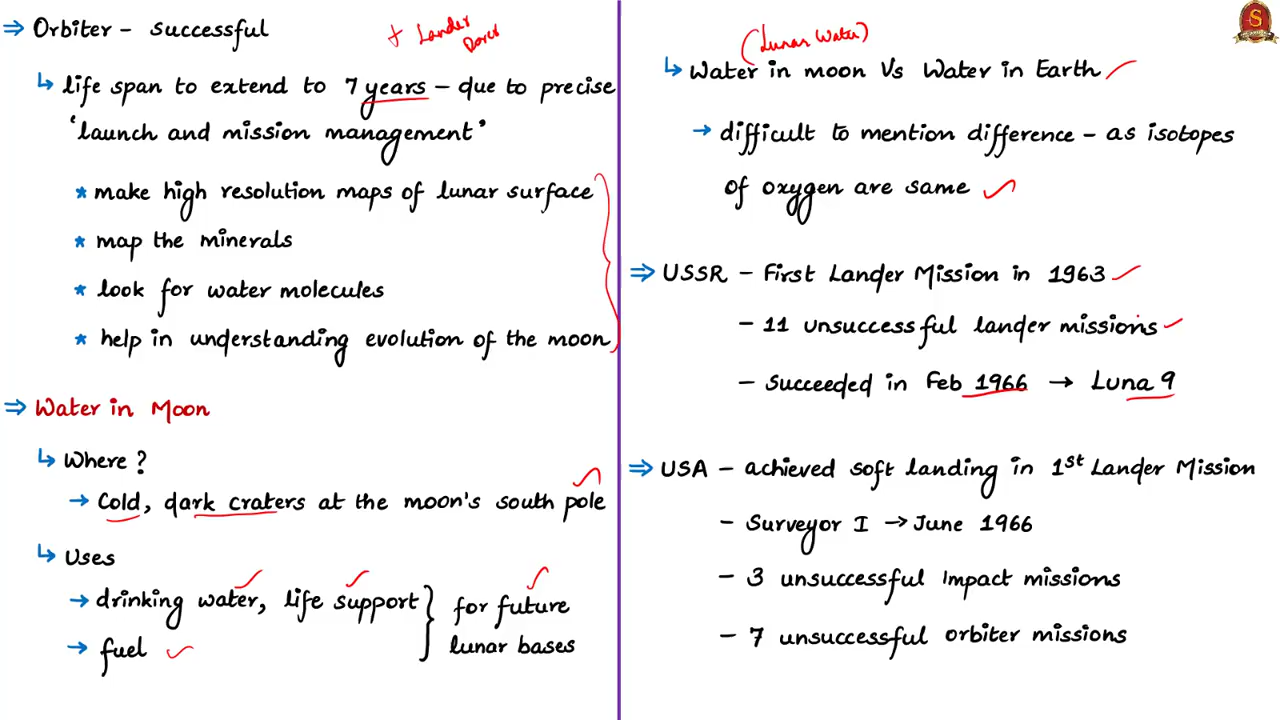 ⇒ Orbiter - successful
+ Lander
↳ life span to extend to 7 years - due to precise
'launch and mission management'
* make high resolution maps of lunar surface
* map the minerals
* look for water molecules
* help in understanding evolution of the moon
⇒ Water in Moon
↳ Where?
→ Cold, dark craters at the moon's south pole
↳ Uses
→ drinking water, life support } for future
→ fuel lunar bases
(Lunar Water)
↳ Water in moon Vs Water in Earth
→ difficult to mention difference - as isotopes
of oxygen are same
⇒ USSR - First Lander Mission in 1963
- 11 unsuccessful lander missions
- Succeeded in Feb 1966 → Luna 9
⇒ USA - achieved soft landing in 1st Lander Mission
- Surveyor I → June 1966
- 3 unsuccessful Impact missions
- 7 unsuccessful orbiter missions
S